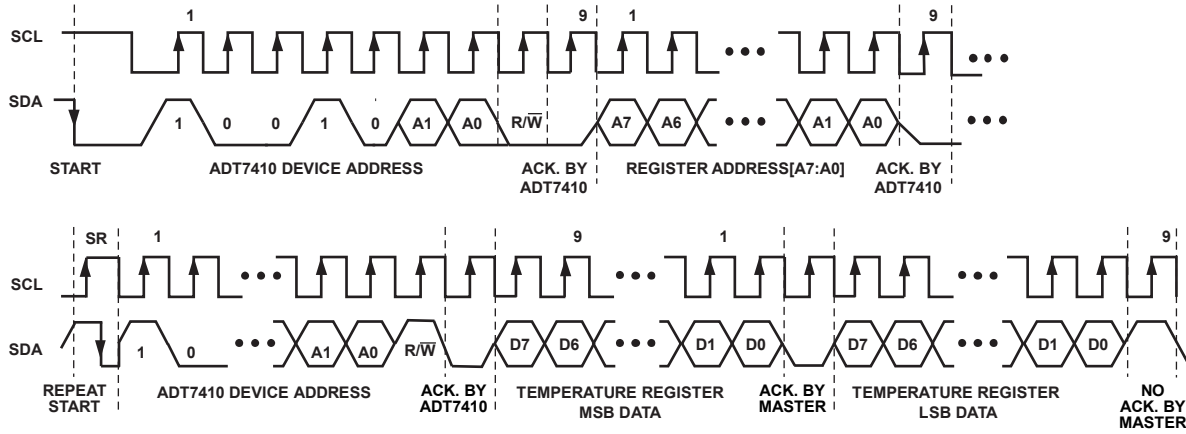 1 9 1 9
SCL
SDA
1 0 0 1 0 A1 A0 R/W̅ A7 A6 A1 A0
START ADT7410 DEVICE ADDRESS ACK. BY REGISTER ADDRESS[A7:A0] ACK. BY
ADT7410 ADT7410
SR 1 9 1 9
SCL
SDA
1 0 A1 A0 R/W̅ D7 D6 D1 D0 D7 D6 D1 D0
REPEAT ADT7410 DEVICE ADDRESS ACK. BY TEMPERATURE REGISTER ACK. BY TEMPERATURE REGISTER NO
START ADT7410 MSB DATA MASTER LSB DATA ACK. BY
MASTER